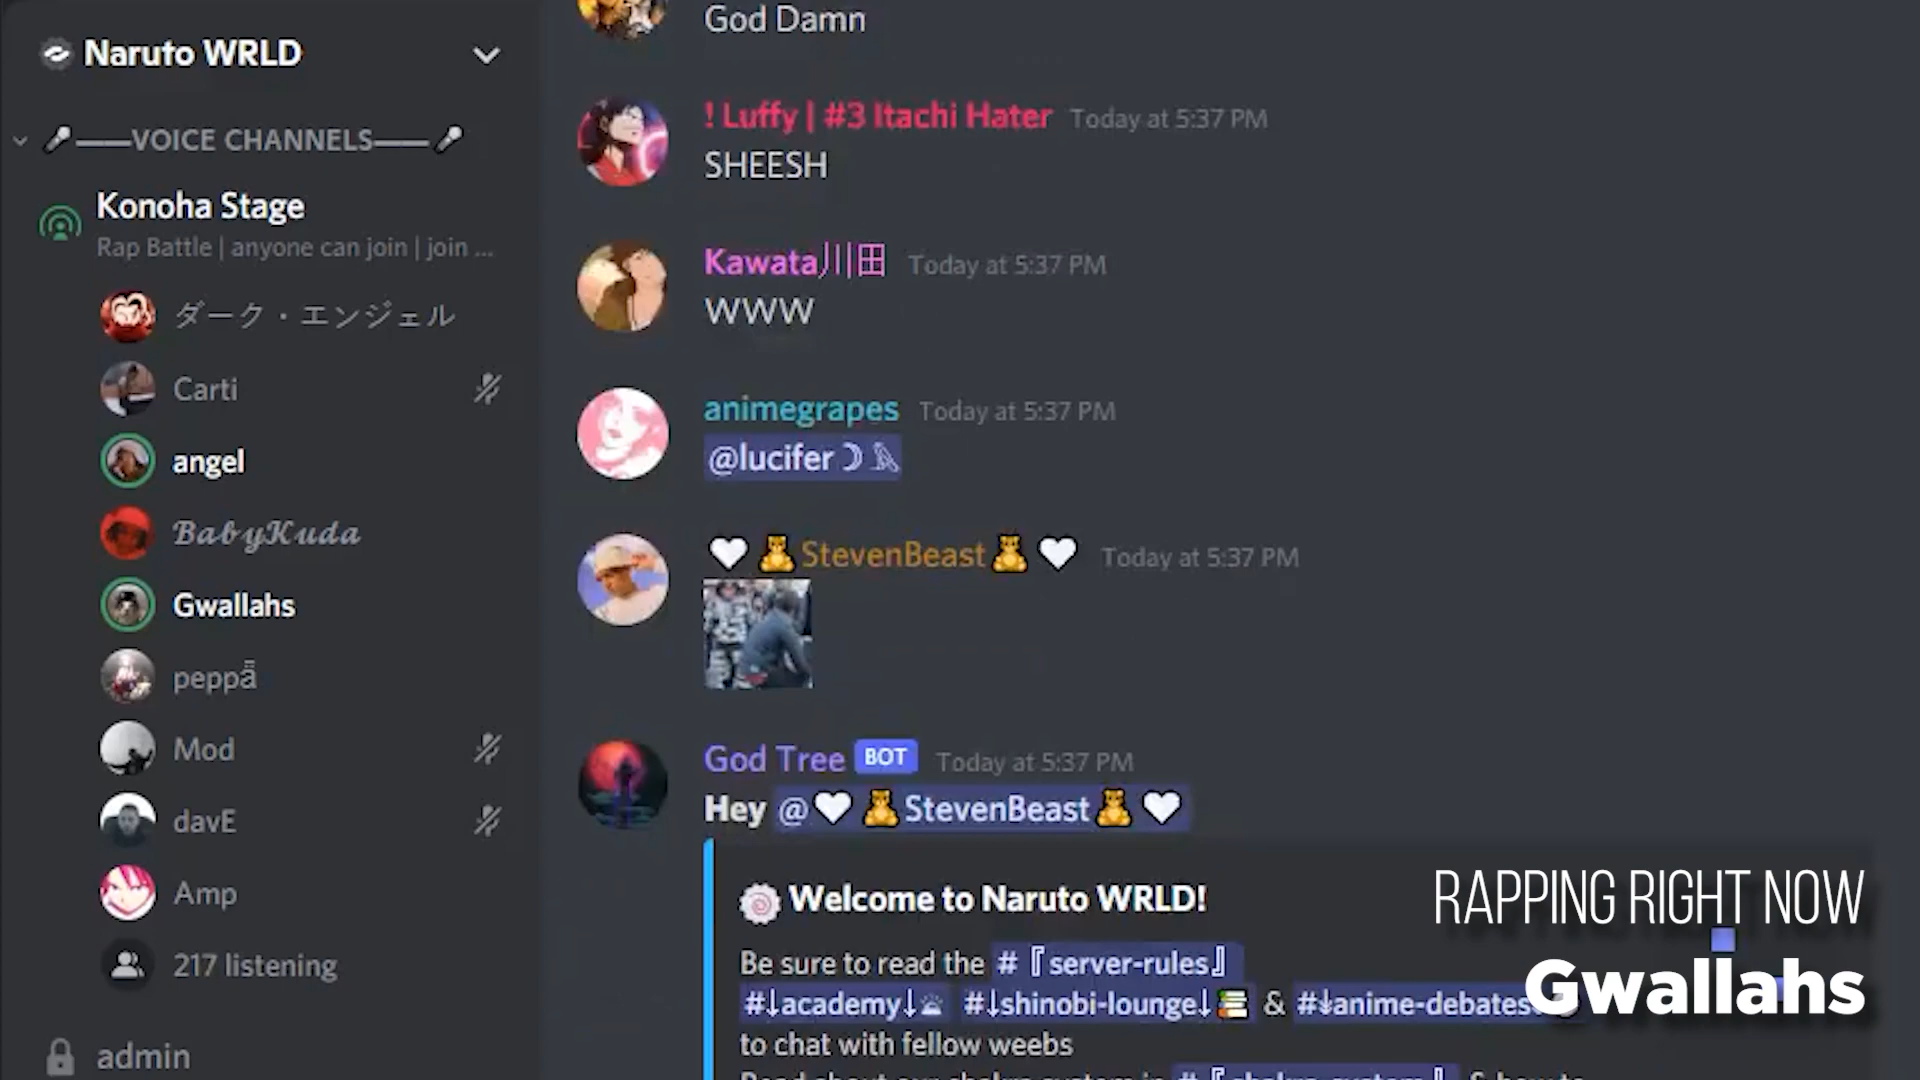 Naruto WRLD
VOICE CHANNELS
Konoha Stage
Rap Battle | anyone can join | join ...
ダーク・エンジェル
Carti
angel
𝓑𝓪𝓫𝔂𝓚𝓾𝓭𝓪
Gwallahs
peppä
Mod
davE
Amp
217 listening
admin
God Damn
! Luffy | #3 Itachi Hater Today at 5:37 PM
SHEESH
Kawata川田 Today at 5:37 PM
WWW
animegrapes Today at 5:37 PM
@lucifer☽
🤍🧸StevenBeast🧸🤍 Today at 5:37 PM
God Tree BOT Today at 5:37 PM
Hey @🤍🧸StevenBeast🧸🤍
🍥 Welcome to Naruto WRLD!
Be sure to read the #『server-rules』
#↓academy↓ #↓shinobi-lounge↓📚 & #↓anime-debates
to chat with fellow weebs
RAPPING RIGHT NOW
Gwallahs